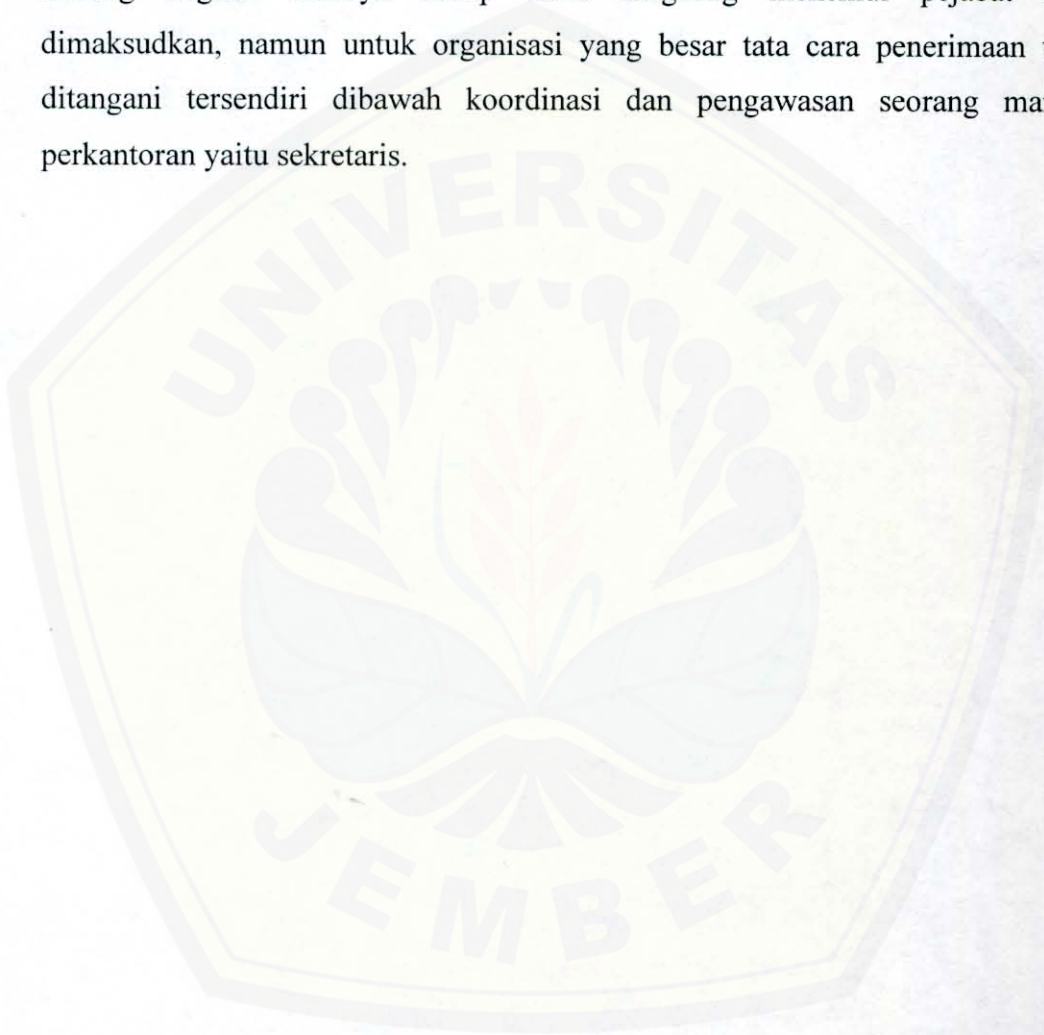 dimaksudkan, namun untuk organisasi yang besar tata cara penerimaan
ditangani tersendiri dibawah koordinasi dan pengawasan seorang
perkantoran yaitu sekretaris.
UNIVERSITAS
JEMBER